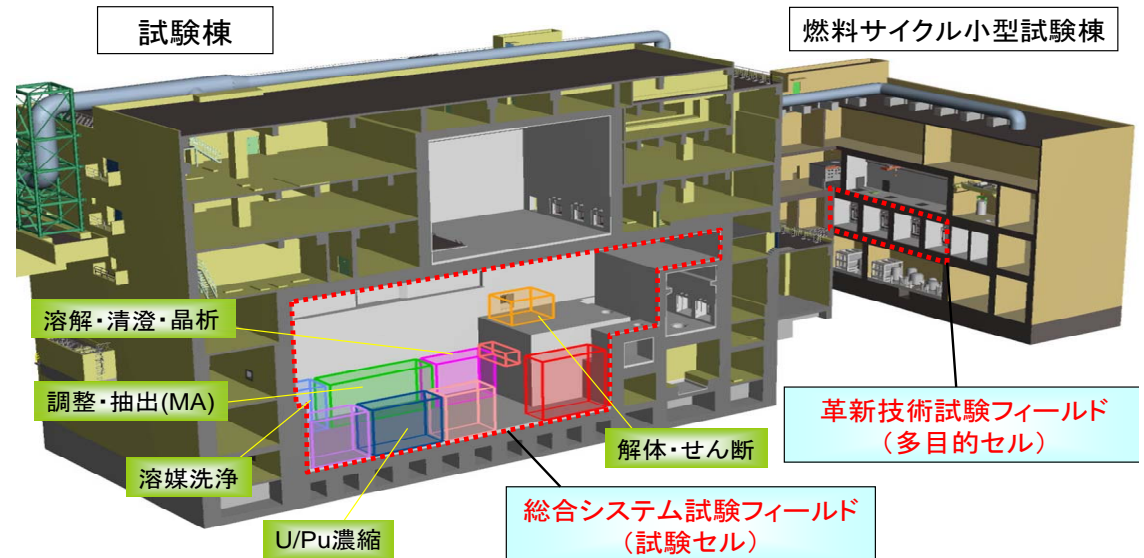 試験棟
燃料サイクル小型試験棟
溶解・清澄・晶析
調整・抽出(MA)
溶媒洗浄
U/Pu濃縮
解体・せん断
総合システム試験フィールド
（試験セル）
革新技術試験フィールド
（多目的セル）